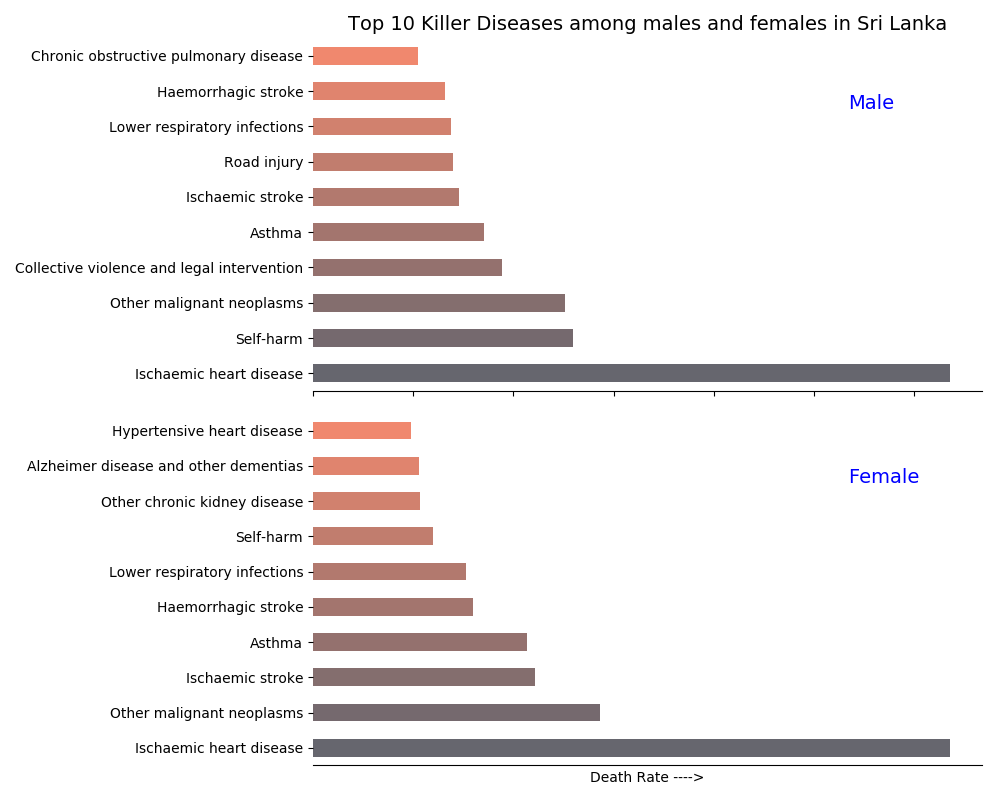 Top 10 Killer Diseases among males and females in Sri Lanka
Chronic obstructive pulmonary disease
Haemorrhagic stroke
Male
Lower respiratory infections
Road injury
Ischaemic stroke
Asthma
Collective violence and legal intervention
Other malignant neoplasms
Self-harm
Ischaemic heart disease
Hypertensive heart disease
Alzheimer disease and other dementias
Female
Other chronic kidney disease
Self-harm
Lower respiratory infections
Haemorrhagic stroke
Asthma
Ischaemic stroke
Other malignant neoplasms
Ischaemic heart disease
Death Rate ---->